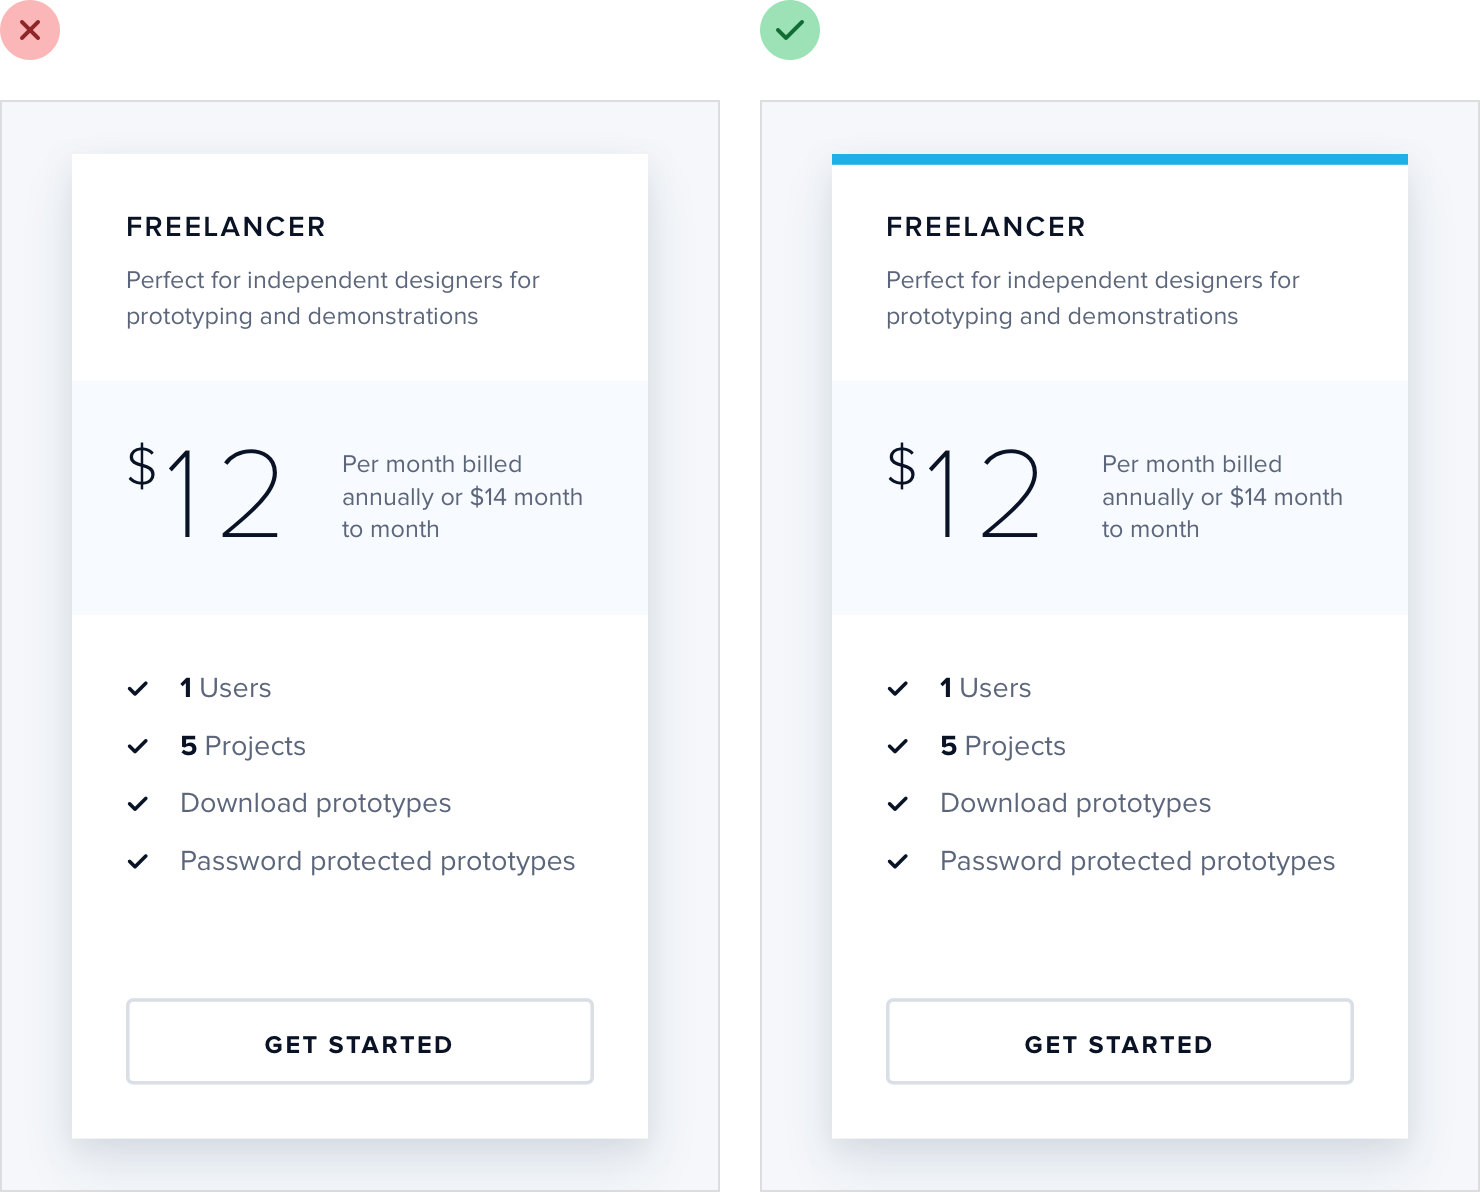 FREELANCER
Perfect for independent designers for
prototyping and demonstrations
$12
Per month billed
annually or $14 month
to month
1 Users
5 Projects
Download prototypes
Password protected prototypes
GET STARTED
FREELANCER
Perfect for independent designers for
prototyping and demonstrations
$12
Per month billed
annually or $14 month
to month
1 Users
5 Projects
Download prototypes
Password protected prototypes
GET STARTED